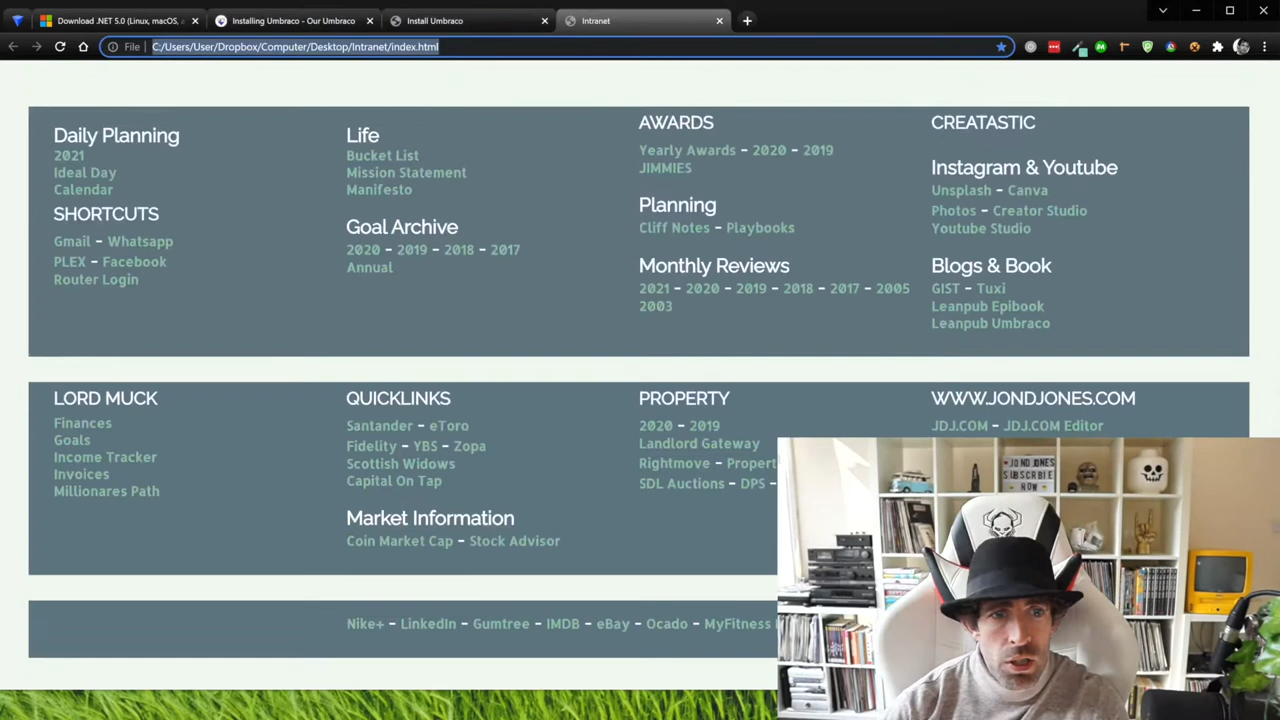 Download .NET 5.0 (Linux, macOS,
Installing Umbraco - Our Umbraco
Install Umbraco
Intranet
File
C:/Users/User/Dropbox/Computer/Desktop/Intranet/index.html
Daily Planning
2021
Ideal Day
Calendar
SHORTCUTS
Gmail - Whatsapp
PLEX - Facebook
Router Login
Life
Bucket List
Mission Statement
Manifesto
Goal Archive
2020 - 2019 - 2018 - 2017
Annual
AWARDS
Yearly Awards - 2020 - 2019
JIMMIES
Planning
Cliff Notes - Playbooks
Monthly Reviews
2021 - 2020 - 2019 - 2018 - 2017 - 2005
2003
CREATASTIC
Instagram & Youtube
Unsplash - Canva
Photos - Creator Studio
Youtube Studio
Blogs & Book
GIST - Tuxi
Leanpub Epibook
Leanpub Umbraco
LORD MUCK
Finances
Goals
Income Tracker
Invoices
Millionares Path
QUICKLINKS
Santander - eToro
Fidelity - YBS - Zopa
Scottish Widows
Capital On Tap
Market Information
Coin Market Cap - Stock Advisor
PROPERTY
2020 - 2019
Landlord Gateway
Rightmove - Propert
SDL Auctions - DPS -
WWW.JONDJONES.COM
JDJ.COM - JDJ.COM Editor
Nike+ - LinkedIn - Gumtree - IMDB - eBay - Ocado - MyFitness
JON D JONES
SUBSCRIBE
NOW